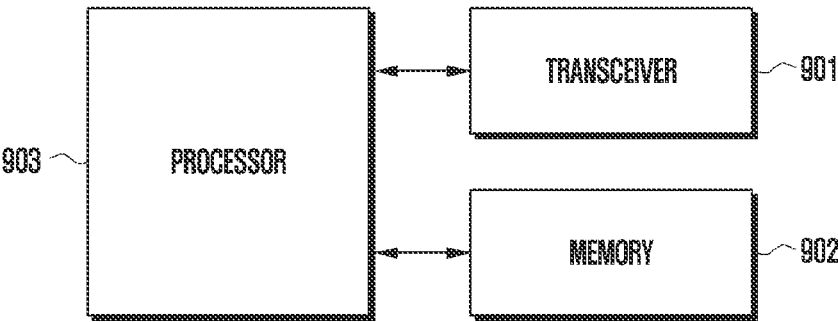 TRANSCEIVER
901
903
PROCESSOR
MEMORY
902